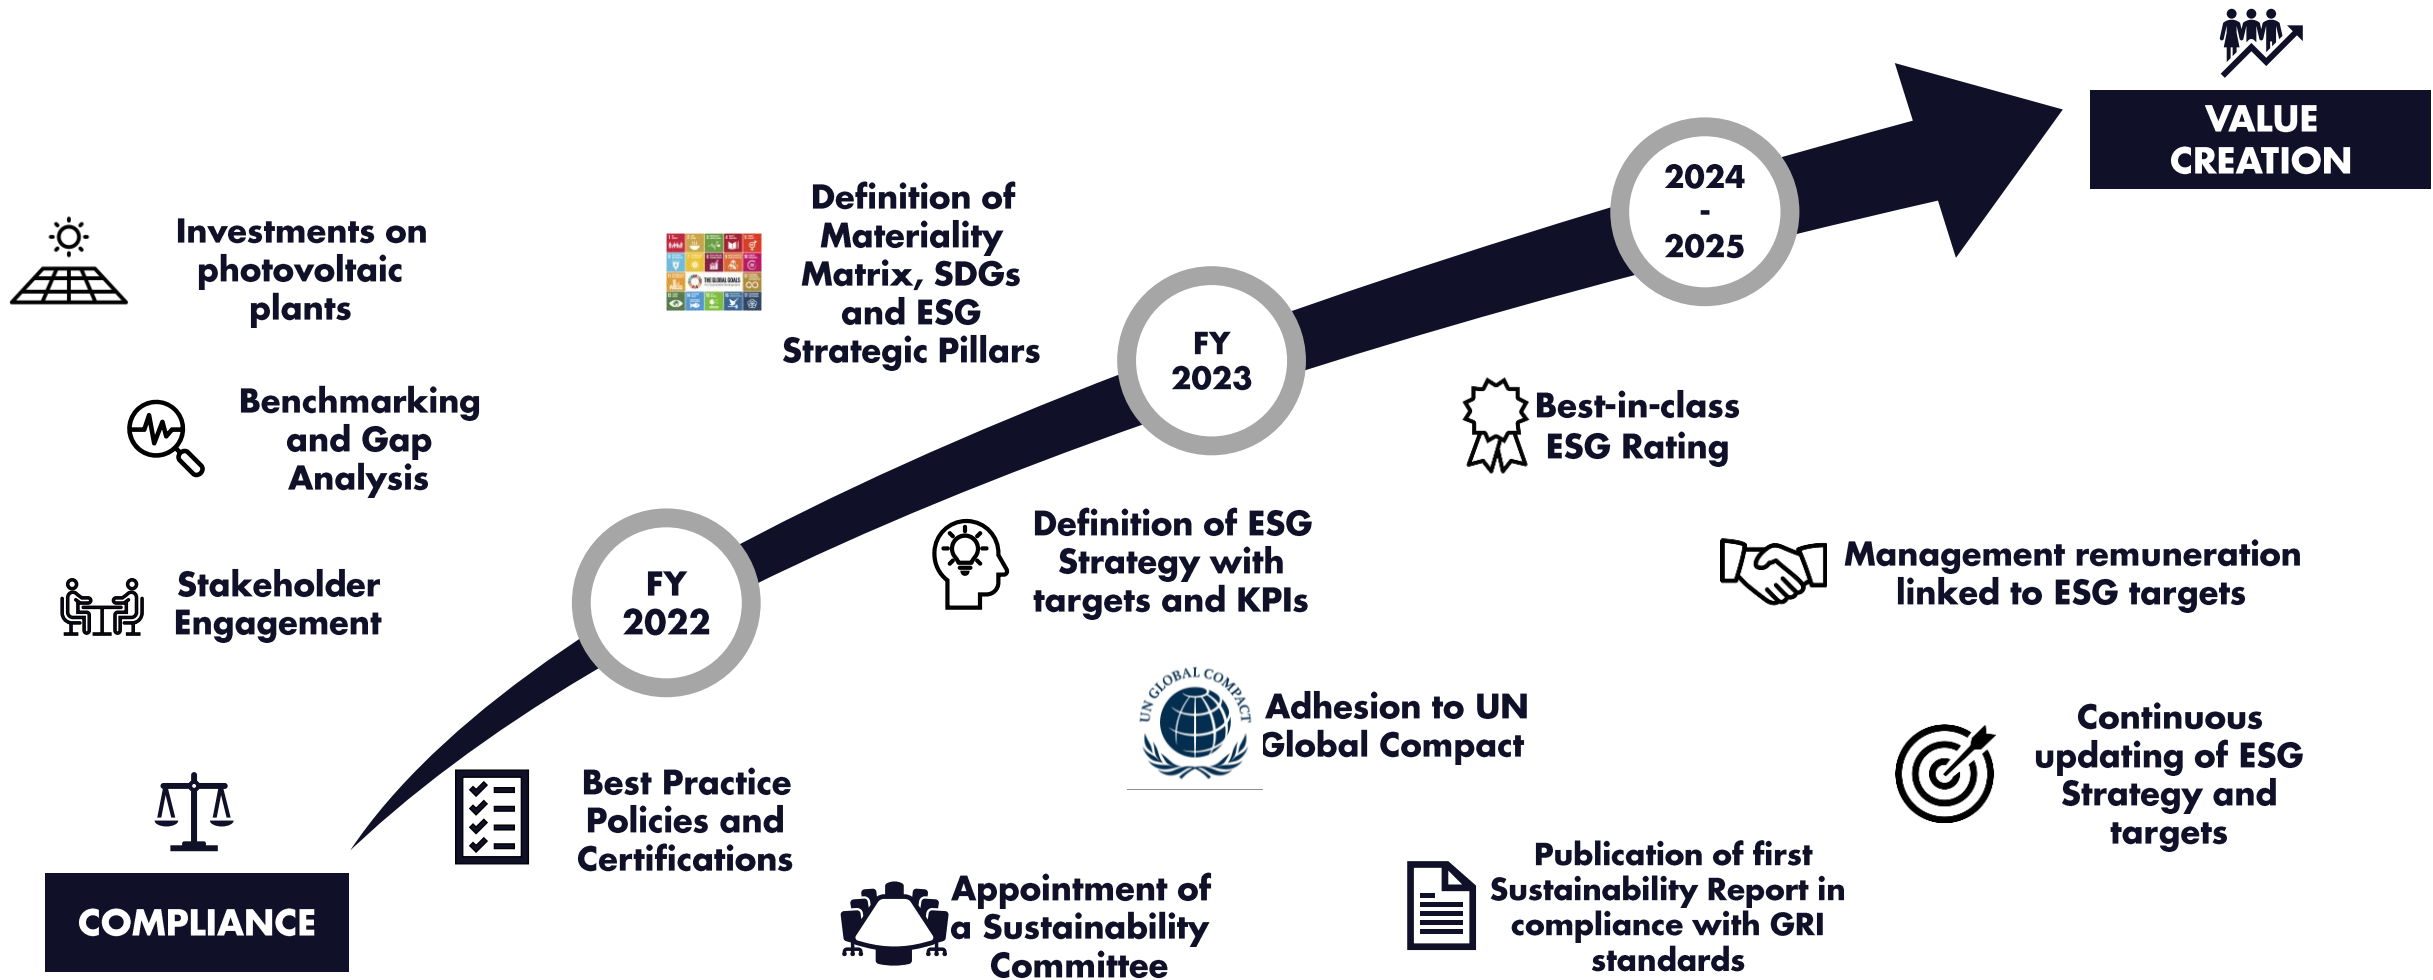 VALUE
CREATION
2024
-
2025
Definition of
Materiality
Matrix, SDGs
and ESG
Strategic Pillars
THE GLOBAL GOALS
Investments on
photovoltaic
plants
FY
2023
Benchmarking
and Gap
Analysis
Best-in-class
ESG Rating
Definition of ESG
Strategy with
targets and KPIs
Management remuneration
linked to ESG targets
Stakeholder
Engagement
FY
2022
UN GLOBAL COMPACT
Adhesion to UN
Global Compact
Continuous
updating of ESG
Strategy and
targets
Best Practice
Policies and
Certifications
COMPLIANCE
Appointment of
a Sustainability
Committee
Publication of first
Sustainability Report in
compliance with GRI
standards